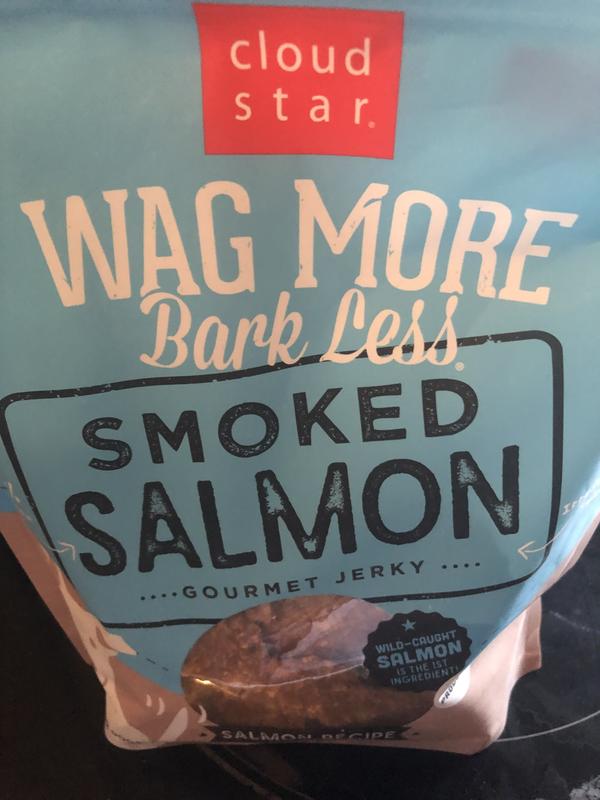 cloud
star®
WAG MORE
Bark Less®
SMOKED
SALMON
····GOURMET JERKY ····
WILD-CAUGHT
SALMON
IS THE 1ST
INGREDIENT!
SALMON RECIPE